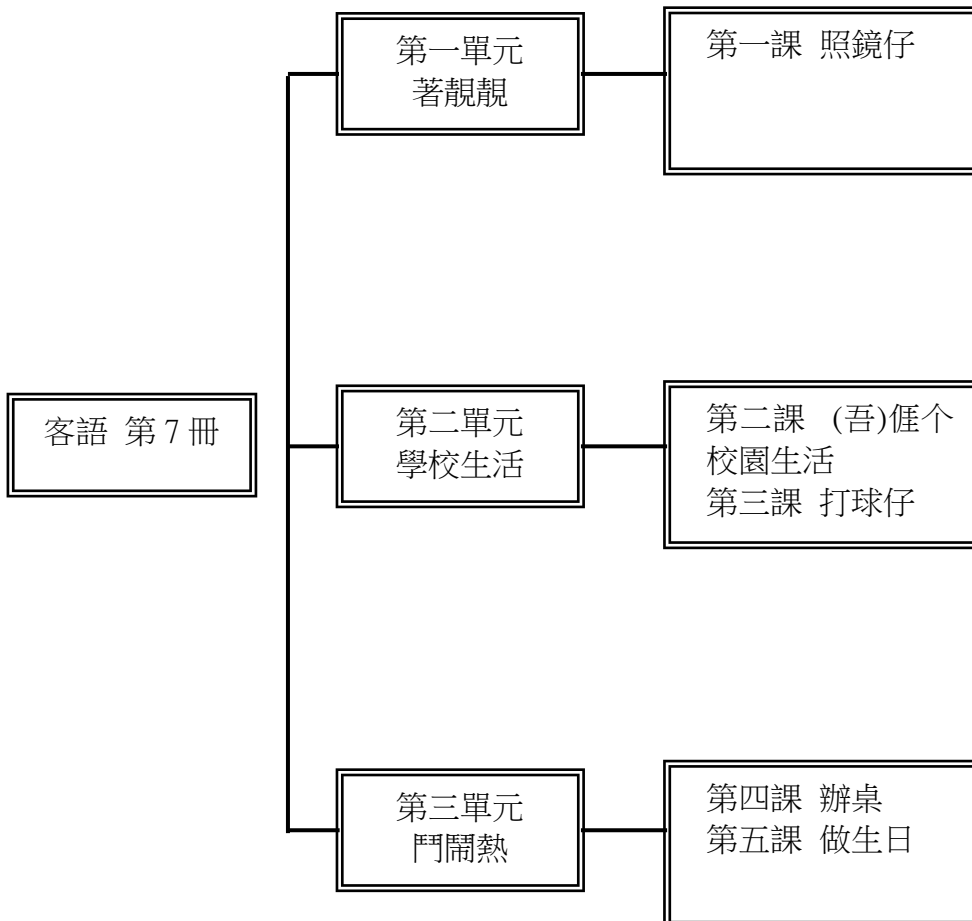 客語 第7冊
第一單元
著靚靚
第一課 照鏡仔
第二單元
學校生活
第二課 (吾)𠊎个
校園生活
第三課 打球仔
第三單元
鬥鬧熱
第四課 辦桌
第五課 做生日